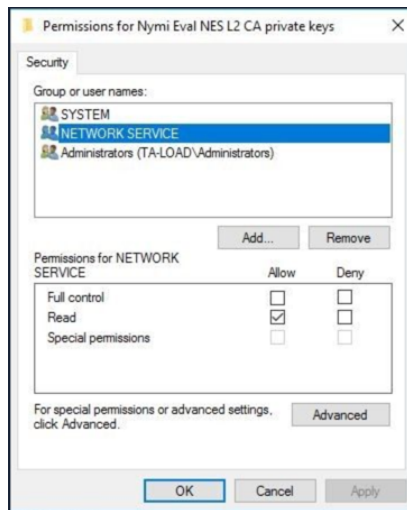 Permissions for Nymi Eval NES L2 CA private keys
Security
Group or user names:
SYSTEM
NETWORK SERVICE
Administrators (TA-LOAD\Administrators)
Add...
Remove
Permissions for NETWORK
SERVICE
Allow
Deny
Full control
Read
Special permissions
For special permissions or advanced settings,
click Advanced.
Advanced
OK
Cancel
Apply